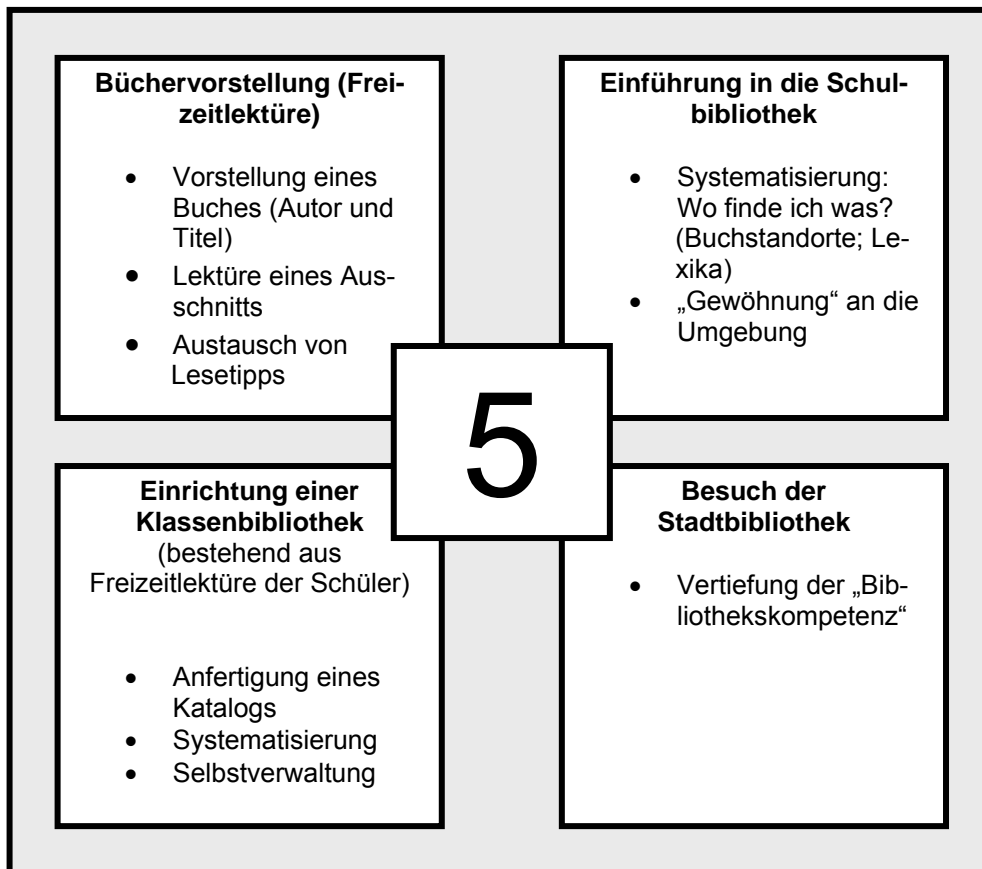 Büchervorstellung (Frei-
zeitlektüre)
• Vorstellung eines
Buches (Autor und
Titel)
• Lektüre eines Aus-
schnitts
• Austausch von
Lesetipps
Einführung in die Schul-
bibliothek
• Systematisierung:
Wo finde ich was?
(Buchstandorte; Le-
xika)
• „Gewöhnung“ an die
Umgebung
5
Einrichtung einer
Klassenbibliothek
(bestehend aus
Freizeitlektüre der Schüler)
• Anfertigung eines
Katalogs
• Systematisierung
• Selbstverwaltung
Besuch der
Stadtbibliothek
• Vertiefung der „Bib-
liothekskompetenz“